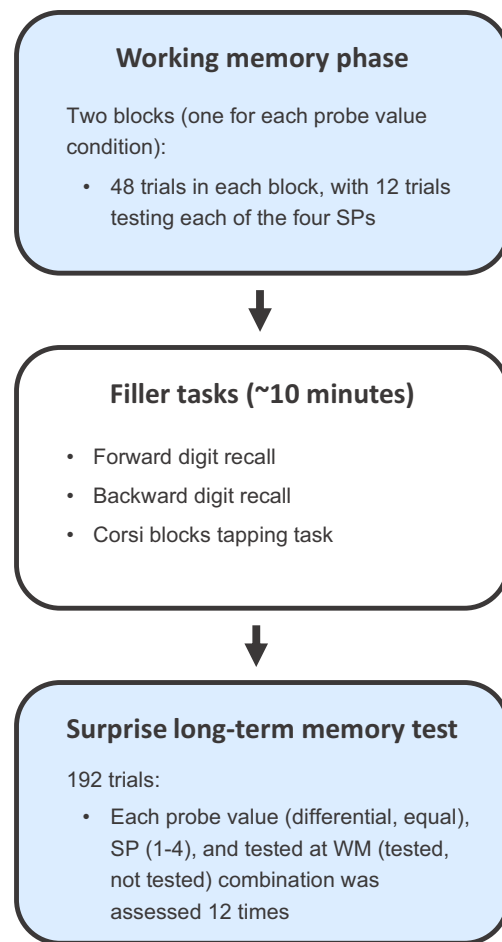 Working memory phase
Two blocks (one for each probe value
condition):
• 48 trials in each block, with 12 trials
testing each of the four SPs
Filler tasks (~10 minutes)
• Forward digit recall
• Backward digit recall
• Corsi blocks tapping task
Surprise long-term memory test
192 trials:
• Each probe value (differential, equal),
SP (1-4), and tested at WM (tested,
not tested) combination was
assessed 12 times